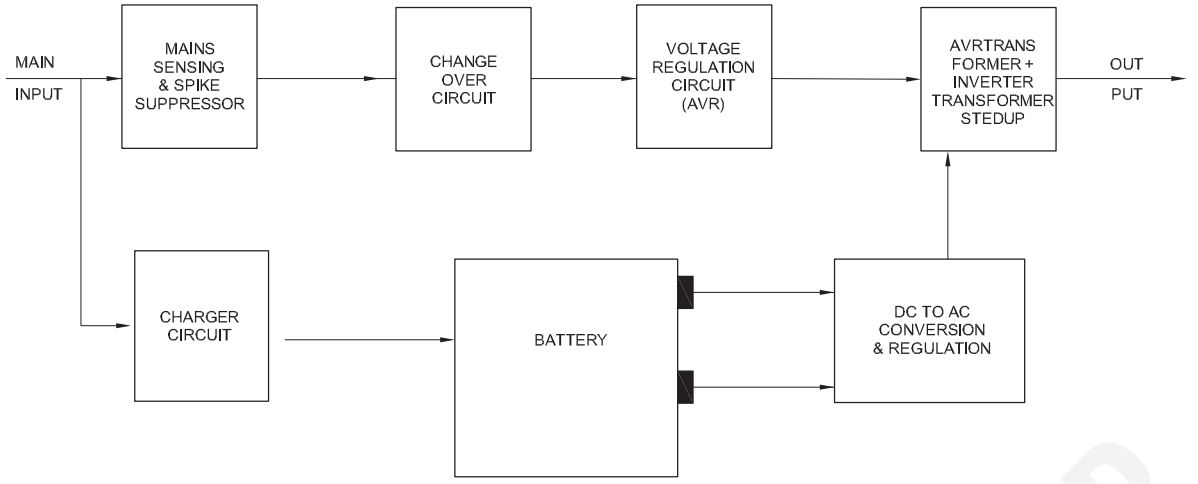 MAIN
INPUT
MAINS
SENSING
& SPIKE
SUPPRESSOR
CHANGE
OVER
CIRCUIT
VOLTAGE
REGULATION
CIRCUIT
(AVR)
AVRTRANS
FORMER +
INVERTER
TRANSFORMER
STEDUP
OUT
PUT
CHARGER
CIRCUIT
BATTERY
DC TO AC
CONVERSION
& REGULATION